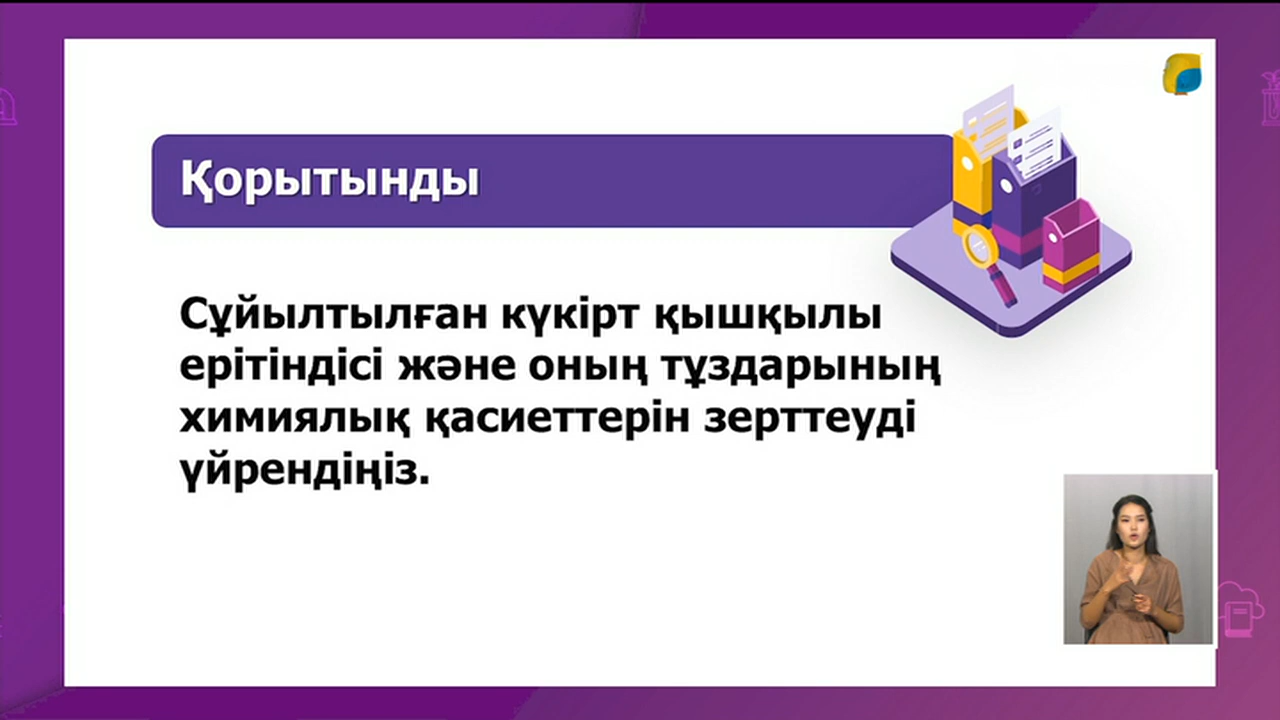 Қорытынды
Сұйылтылған күкірт қышқылы
ерітіндісі және оның тұздарының
химиялық қасиеттерін зерттеуді
үйрендіңіз.